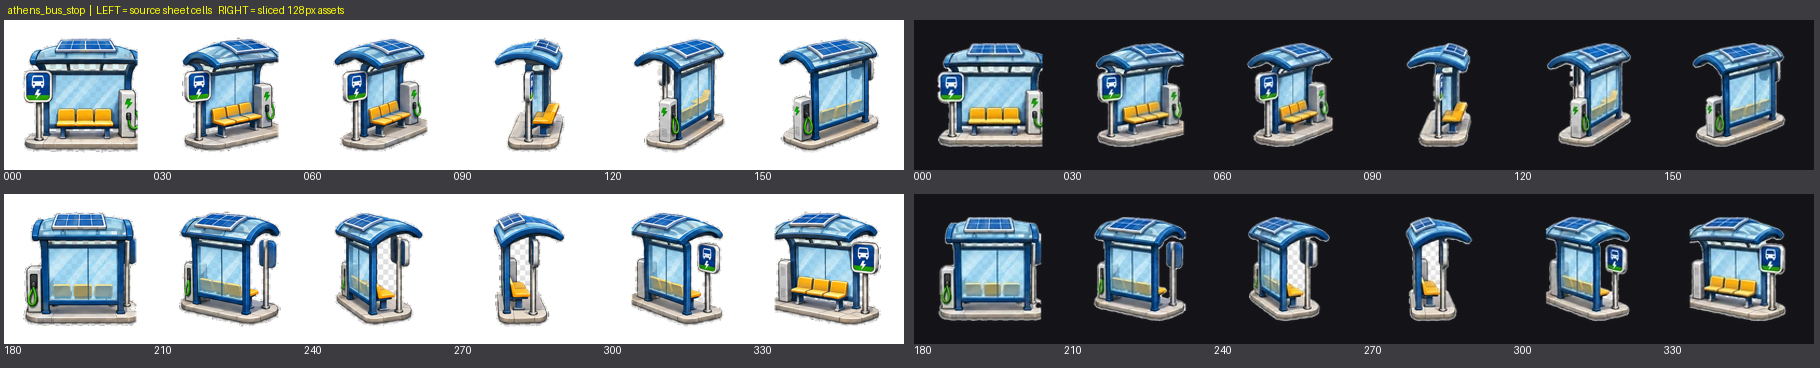 athens_bus_stop | LEFT = source sheet cells RIGHT = sliced 128px assets
000 030 060 090 120 150 000 030 060 090 120 150
180 210 240 270 300 330 180 210 240 270 300 330